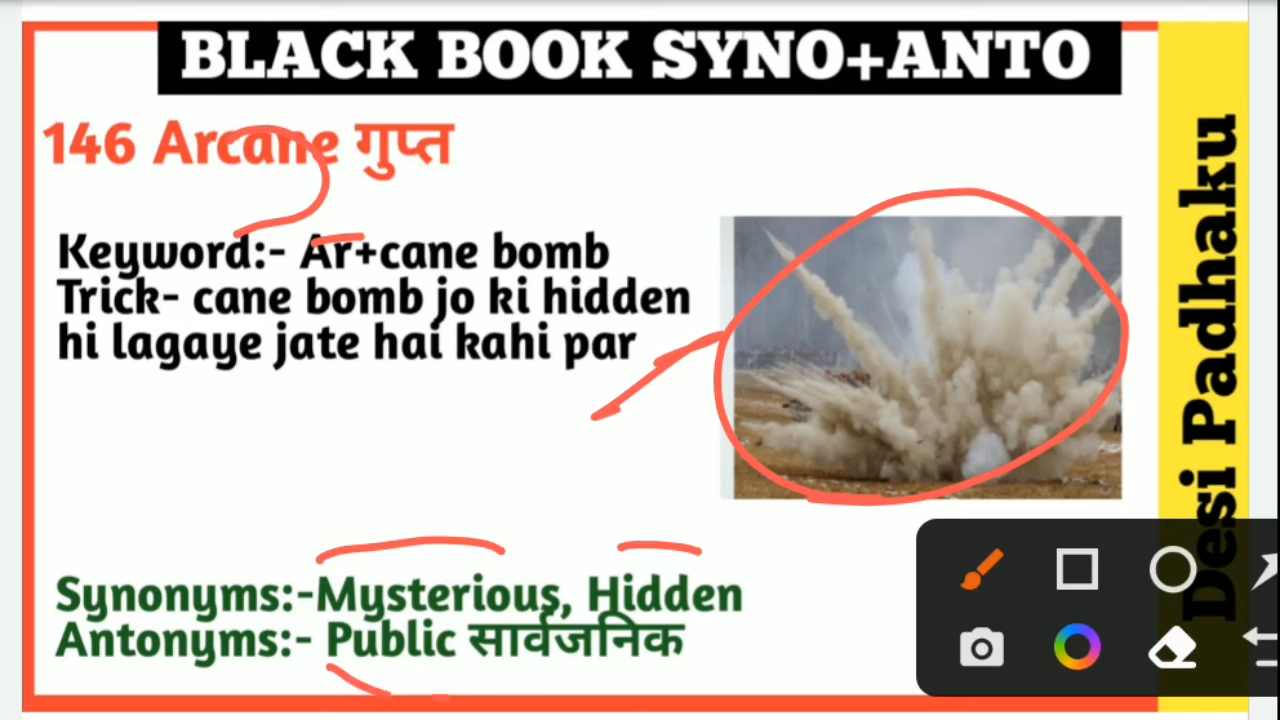 BLACK BOOK SYNO+ANTO
146 Arcane गुप्त
Keyword:- Ar+cane bomb
Trick- cane bomb jo ki hidden
hi lagaye jate hai kahi par
Synonyms:-Mysterious, Hidden
Antonyms:- Public सार्वजनिक
Desi Padhaku